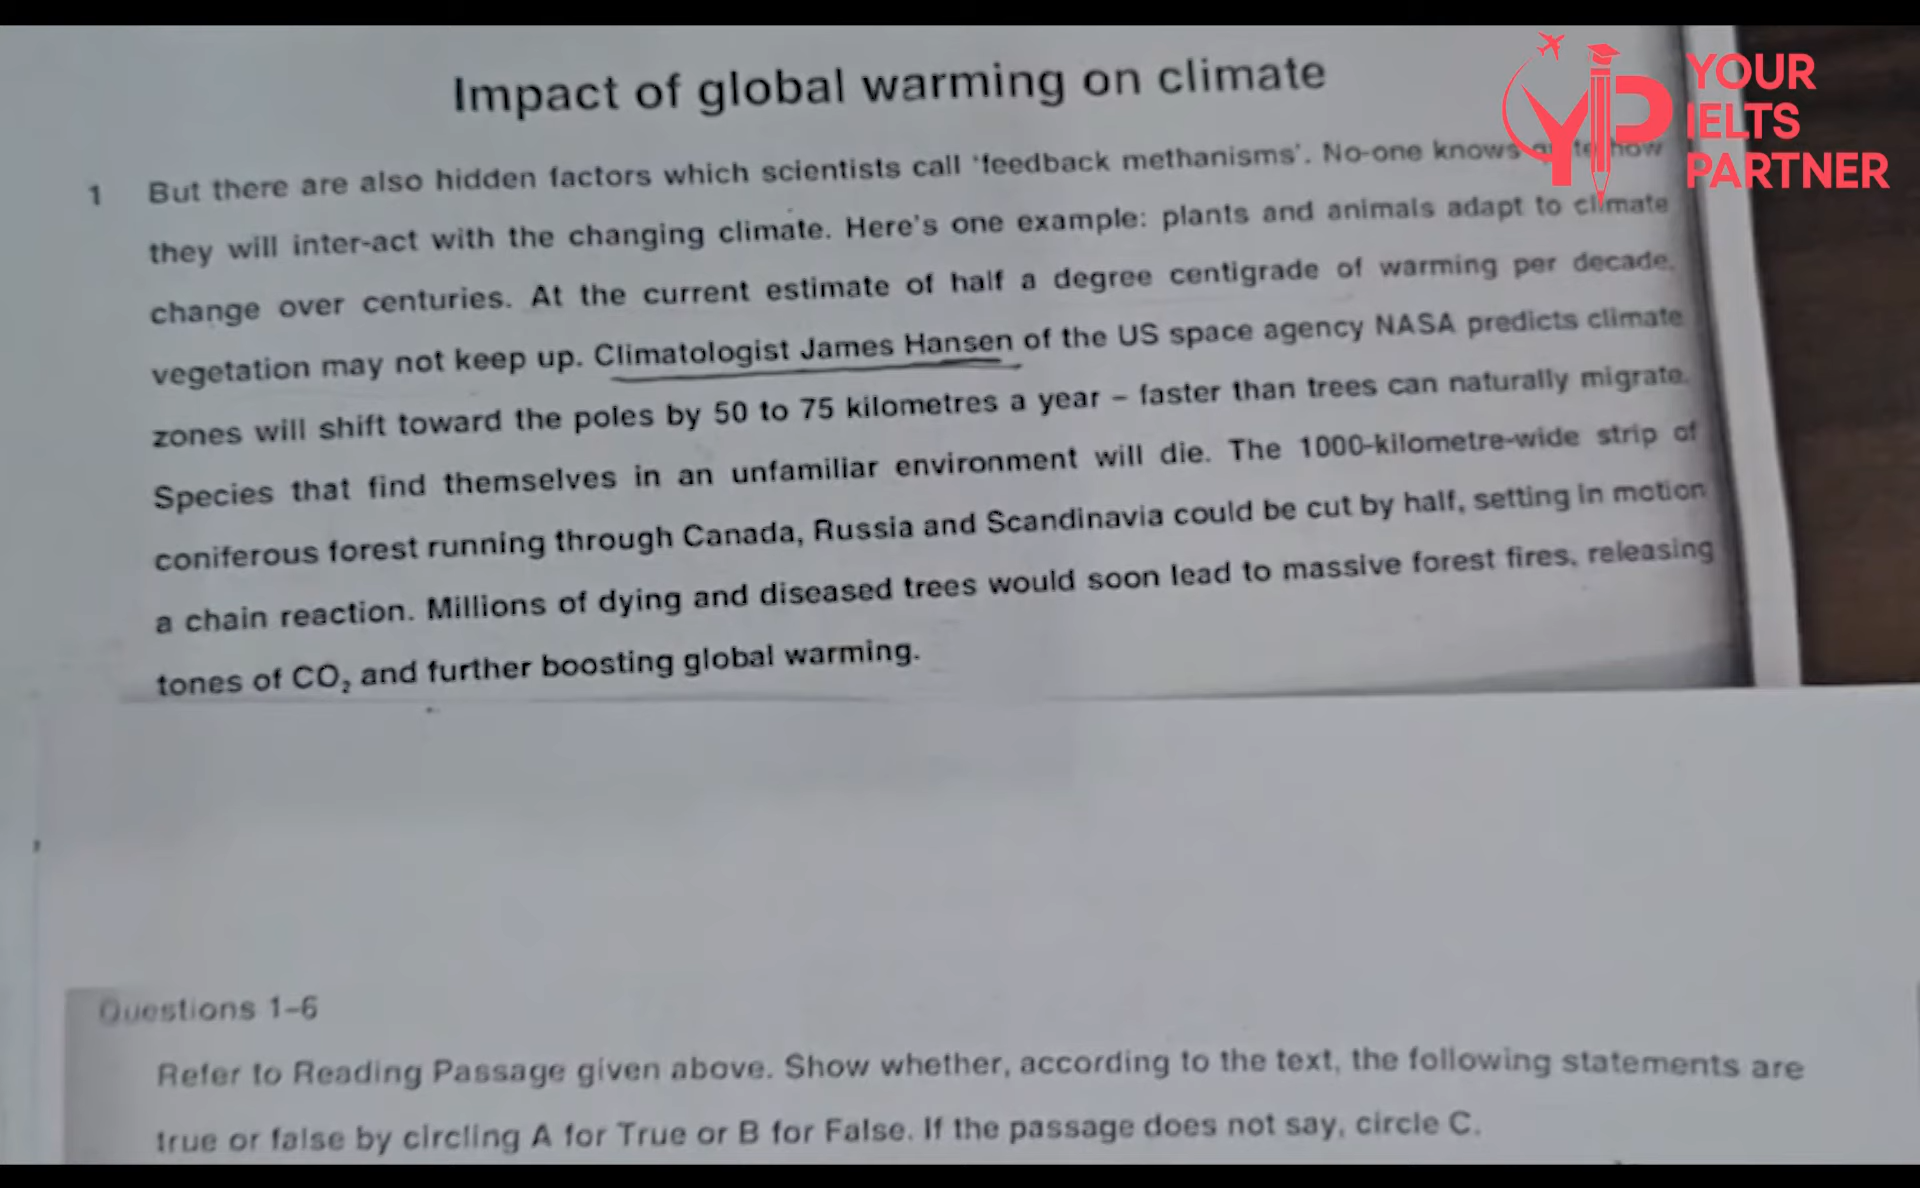 Impact of global warming on climate
YOUR
IELTS
PARTNER
YP
1 But there are also hidden factors which scientists call ‘feedback methanisms’. No-one knows how
they will inter-act with the changing climate. Here’s one example: plants and animals adapt to climate
change over centuries. At the current estimate of half a degree centigrade of warming per decade,
vegetation may not keep up. Climatologist James Hansen of the US space agency NASA predicts climate
zones will shift toward the poles by 50 to 75 kilometres a year – faster than trees can naturally migrate.
Species that find themselves in an unfamiliar environment will die. The 1000-kilometre-wide strip of
coniferous forest running through Canada, Russia and Scandinavia could be cut by half, setting in motion
a chain reaction. Millions of dying and diseased trees would soon lead to massive forest fires, releasing
tones of CO₂ and further boosting global warming.
Questions 1–6
Refer to Reading Passage given above. Show whether, according to the text, the following statements are
true or false by circling A for True or B for False. If the passage does not say, circle C.